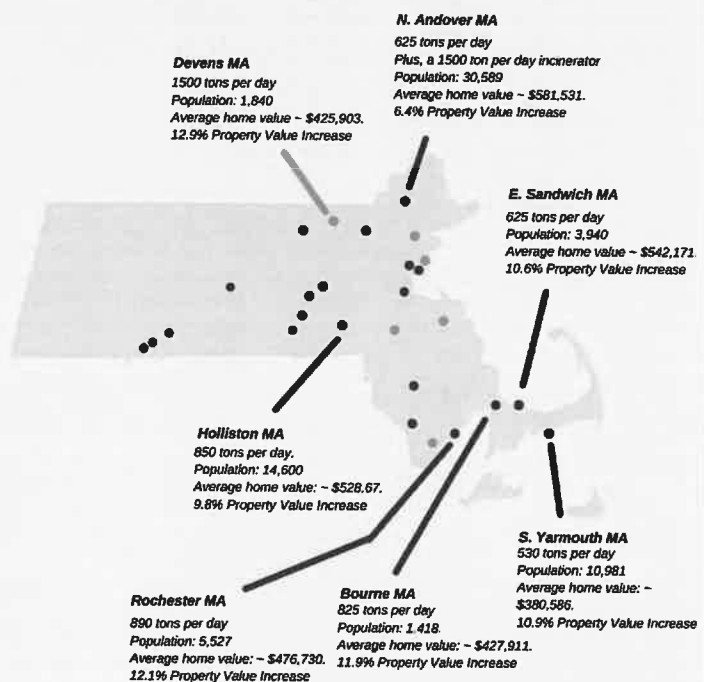 N. Andover MA
625 tons per day
Plus, a 1500 ton per day incinerator
Population: 30,589
Average home value ~ $581,531.
6.4% Property Value Increase
Devens MA
1500 tons per day
Population: 1,840
Average home value ~ $425,903.
12.9% Property Value Increase
E. Sandwich MA
625 tons per day
Population: 3,940
Average home value ~ $542,171.
10.6% Property Value Increase
Holliston MA
850 tons per day.
Population: 14,600
Average home value: ~ $528.67.
9.8% Property Value Increase
S. Yarmouth MA
530 tons per day
Population: 10,981
Average home value: ~
$380,586.
10.9% Property Value Increase
Rochester MA
890 tons per day
Population: 5,527
Average home value: ~ $476,730.
12.1% Property Value Increase
Bourne MA
825 tons per day
Population: 1,418.
Average home value: ~ $427,911.
11.9% Property Value Increase